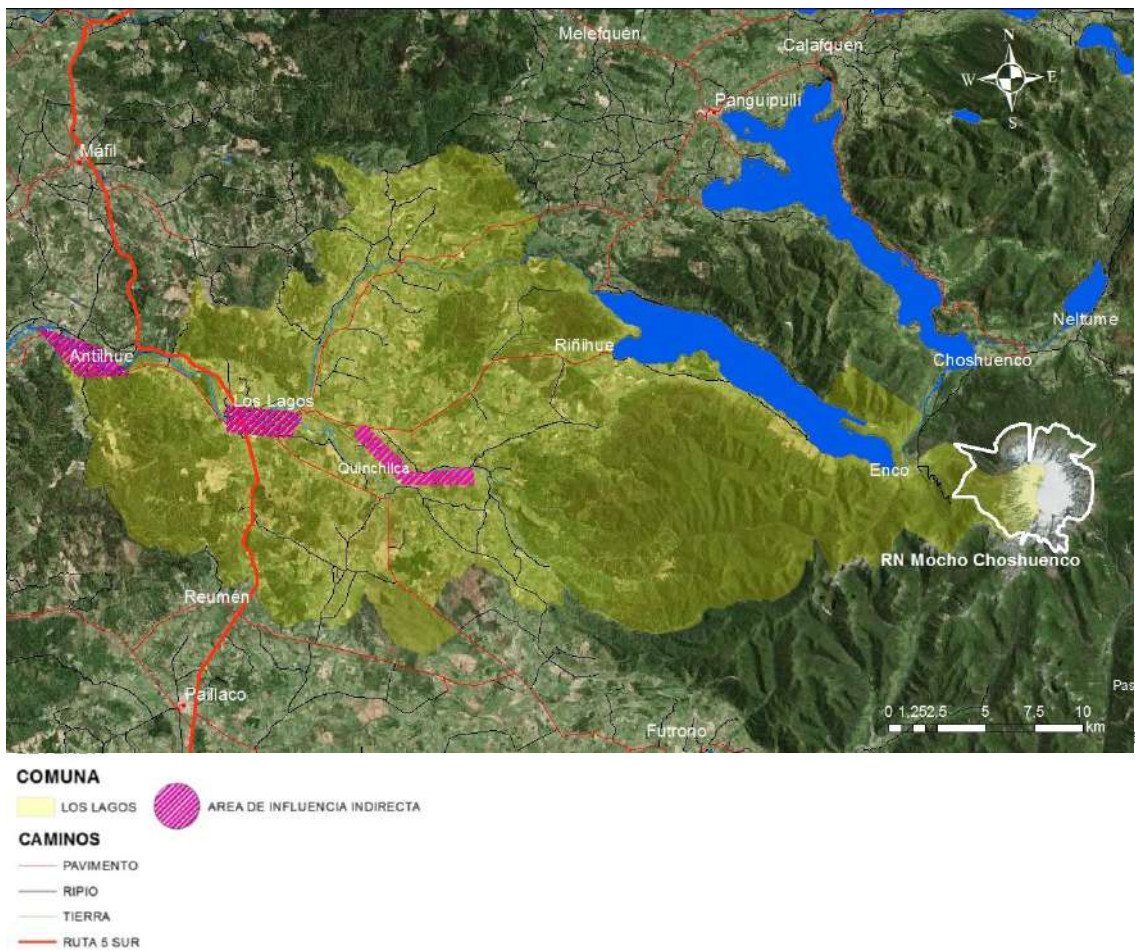 Melefquén
Calafquen
N
W E
S
Panguipulli
Máfil
Neltume
Antilhue
Riñihue
Choshuenco
Los Lagos
Quinchilca
Enco
RN Mocho Choshuenco
Reumén
Paillaco
Pas
Futrono
0 1,252,5 5 7,5 10
km
COMUNA
LOS LAGOS AREA DE INFLUENCIA INDIRECTA
CAMINOS
PAVIMENTO
RIPIO
TIERRA
RUTA 5 SUR